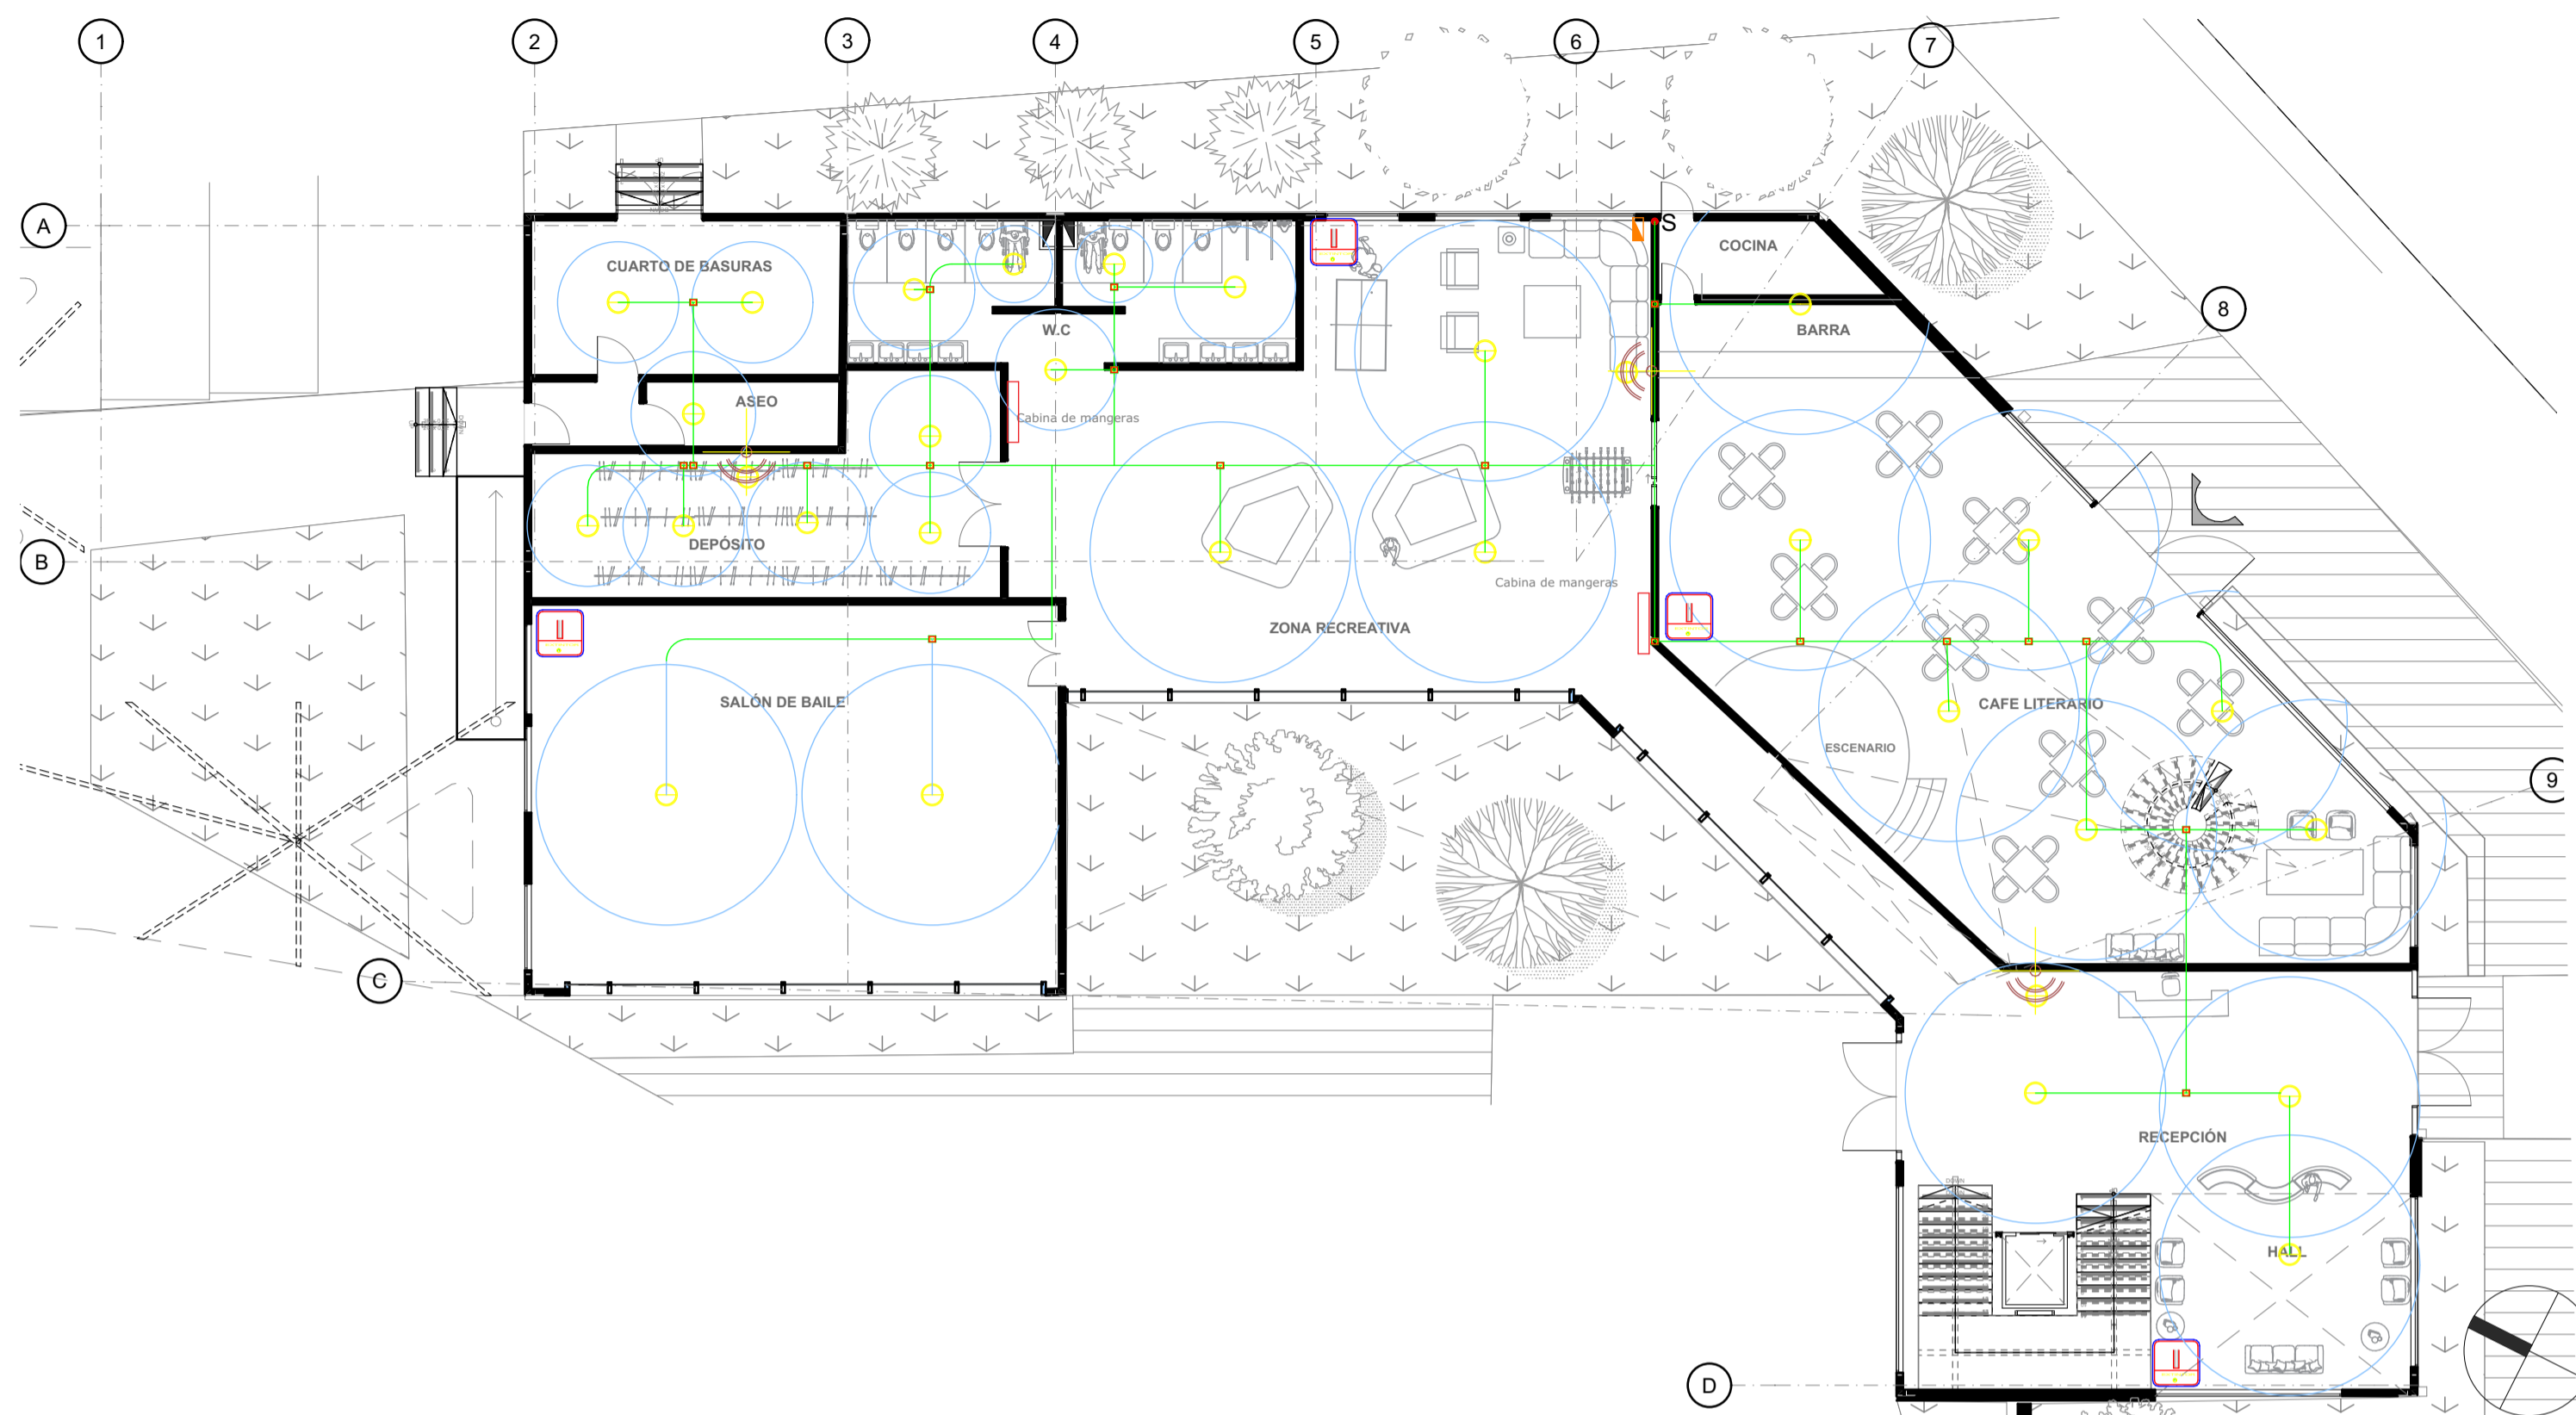 1
2
3
4
5
6
7
A
S
COCINA
CUARTO DE BASURAS
8
W.C
BARRA
ASEO
Cabina de mangeras
DEPÓSITO
B
Cabina de mangeras
ZONA RECREATIVA
SALÓN DE BAILE
CAFE LITERARIO
ESCENARIO
9
C
RECEPCIÓN
DOWN
HALL
D